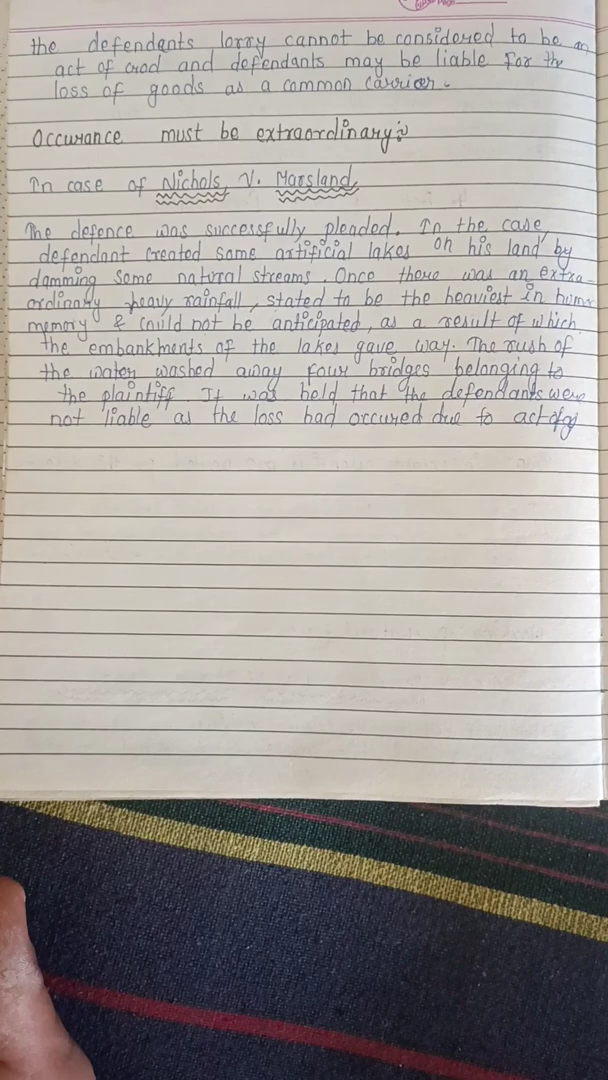 the defendants lorry cannot be considered to be an
act of God and defendants may be liable for the
loss of goods as a common carrier.
Occurance must be extraordinary:-
In case of Nichols V. Marsland,
The defence was successfully pleaded. In the case,
defendant created some artificial lakes on his land by
damming some natural streams. Once there was an extra-
ordinary heavy rainfall, stated to be the heaviest in human
memory & could not be anticipated, as a result of which
the embankments of the lakes gave way. The rush of
the water washed away four bridges belonging to
the plaintiff. It was held that the defendants were
not liable as the loss had occured due to act of